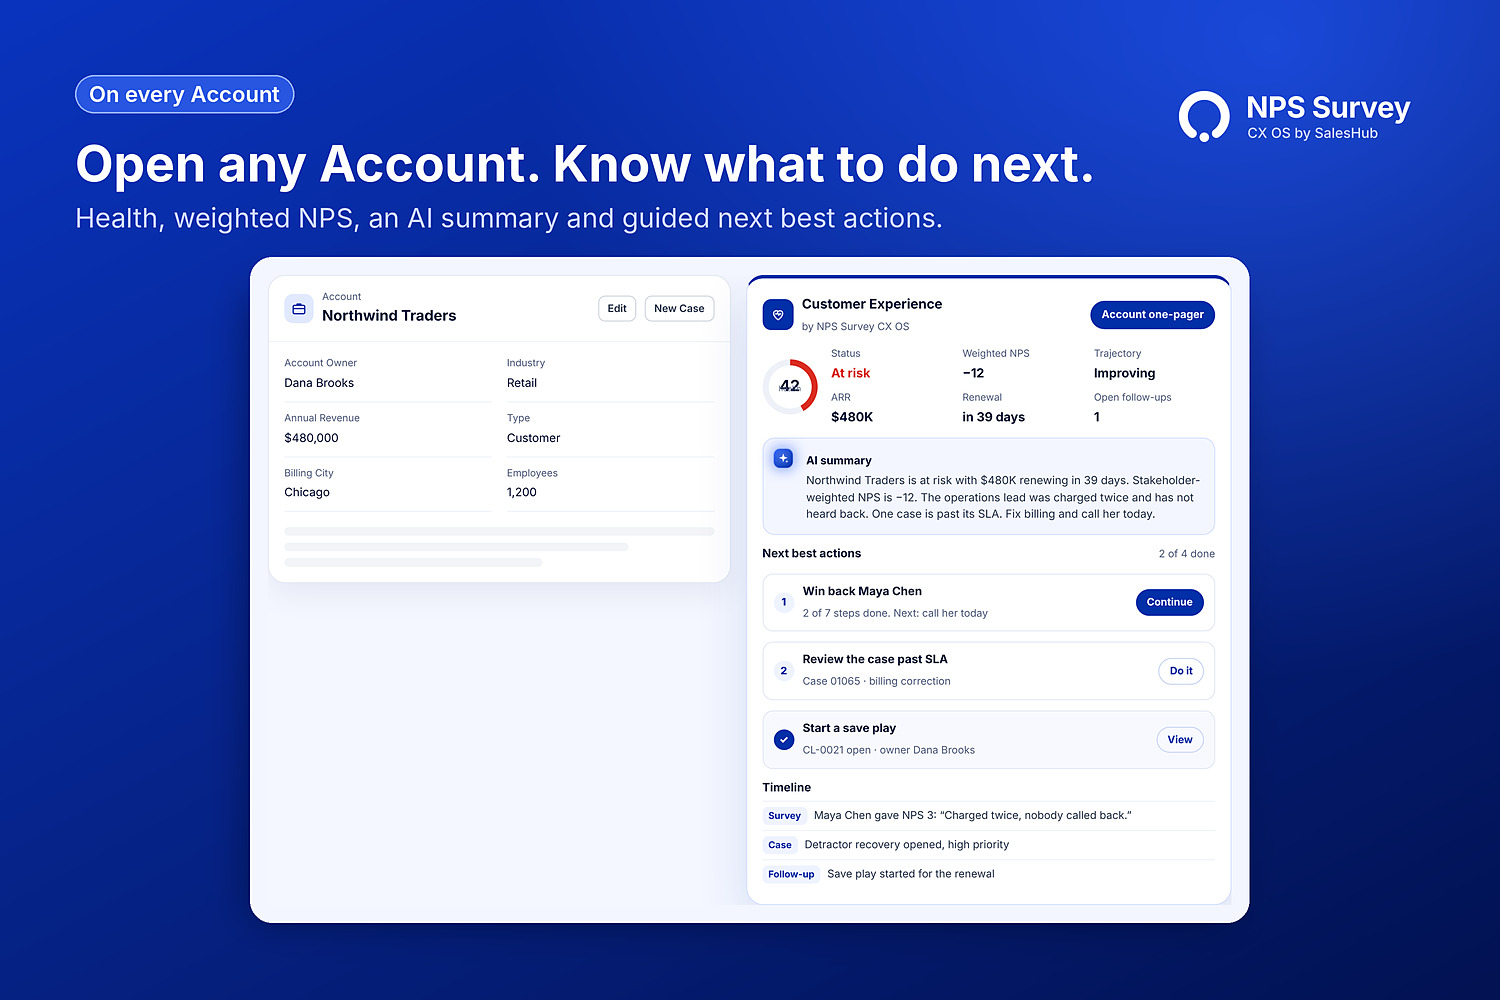 On every Account
Open any Account. Know what to do next.
Health, weighted NPS, an AI summary and guided next best actions.
NPS Survey
CX OS by SalesHub
Account
Northwind Traders
Edit
New Case
Account Owner
Dana Brooks
Industry
Retail
Annual Revenue
$480,000
Type
Customer
Billing City
Chicago
Employees
1,200
Customer Experience
by NPS Survey CX OS
Account one-pager
42
Status
At risk
Weighted NPS
−12
Trajectory
Improving
ARR
$480K
Renewal
in 39 days
Open follow-ups
1
AI summary
Northwind Traders is at risk with $480K renewing in 39 days. Stakeholder-
weighted NPS is −12. The operations lead was charged twice and has not
heard back. One case is past its SLA. Fix billing and call her today.
Next best actions
2 of 4 done
1
Win back Maya Chen
2 of 7 steps done. Next: call her today
Continue
2
Review the case past SLA
Case 01065 · billing correction
Do it
Start a save play
CL-0021 open · owner Dana Brooks
View
Timeline
Survey
Maya Chen gave NPS 3: “Charged twice, nobody called back.”
Case
Detractor recovery opened, high priority
Follow-up
Save play started for the renewal